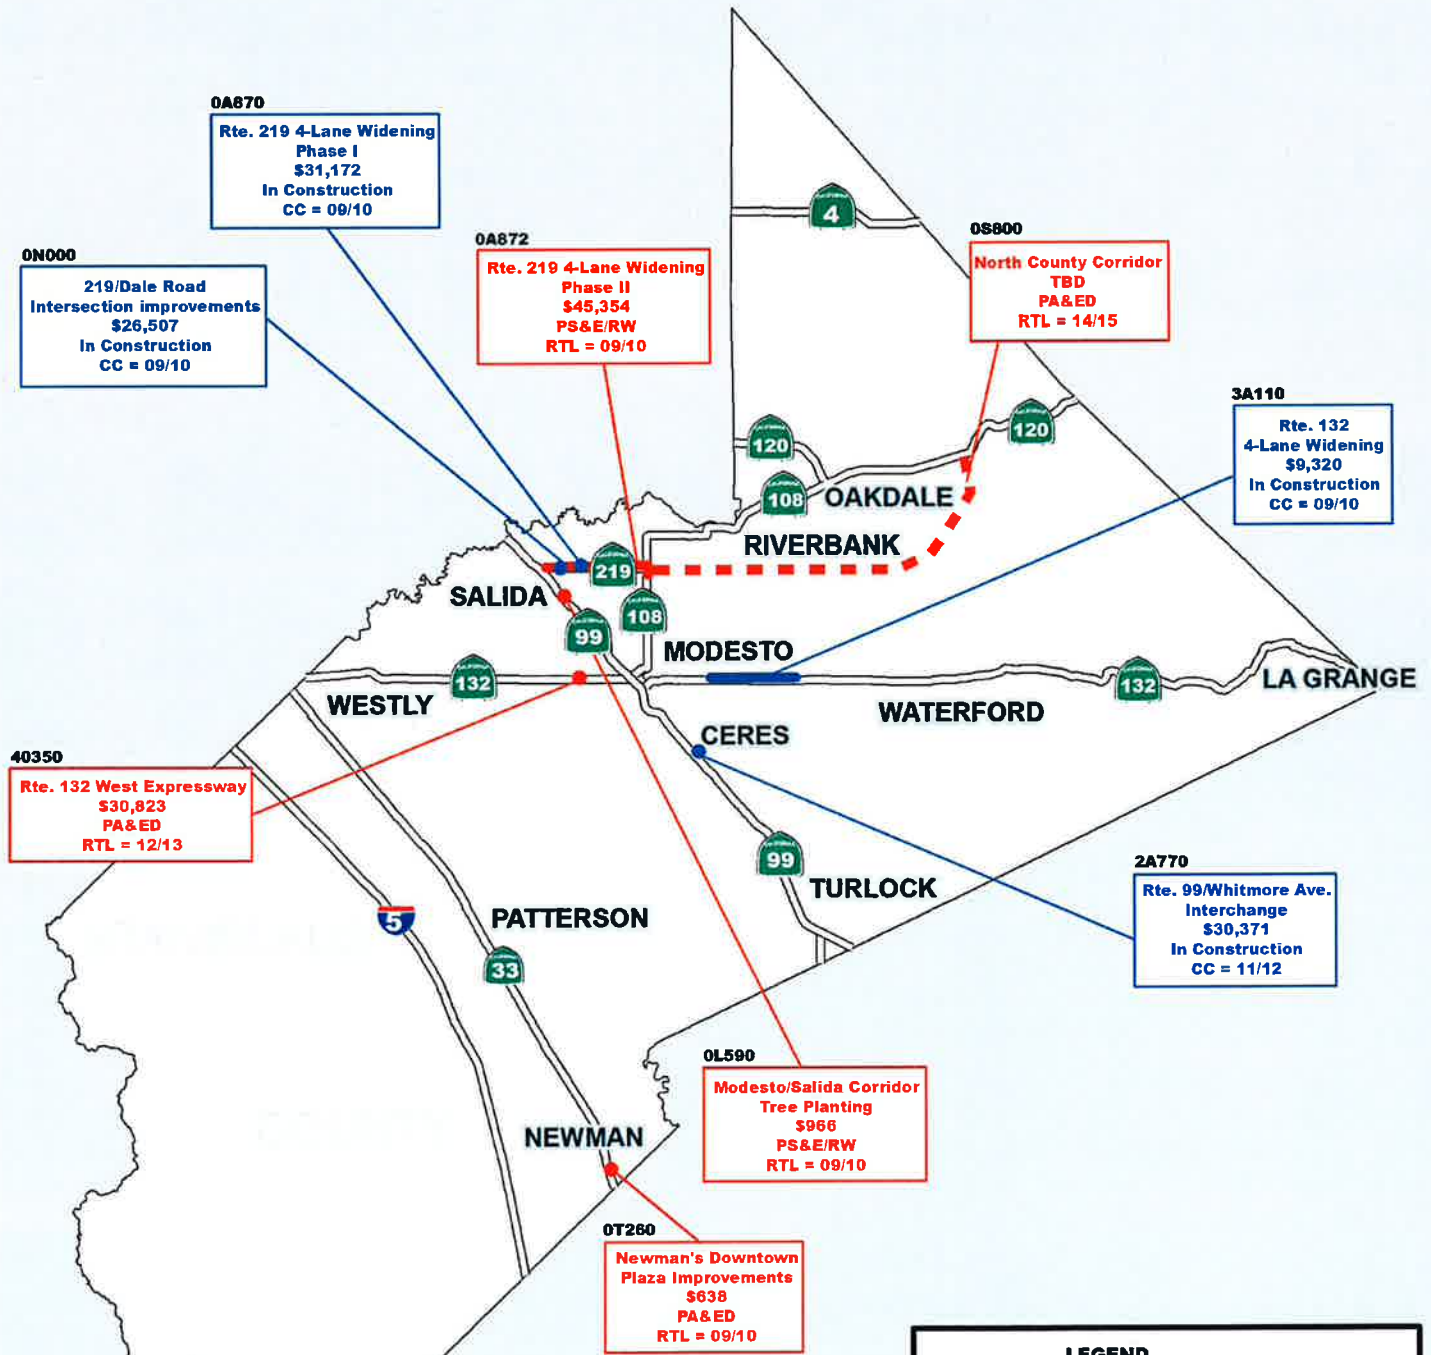 0A870
Rte. 219 4-Lane Widening
Phase I
$31,172
In Construction
CC = 09/10
4
0S800
North County Corridor
TBD
PA&ED
RTL = 14/15
0A872
Rte. 219 4-Lane Widening
Phase II
$45,354
PS&E/RW
RTL = 09/10
0N000
219/Dale Road
Intersection improvements
$26,507
In Construction
CC = 09/10
3A110
Rte. 132
4-Lane Widening
$9,320
In Construction
CC = 09/10
120
120
108
OAKDALE
RIVERBANK
219
SALIDA
108
99
MODESTO
132
WESTLY
132
LA GRANGE
WATERFORD
CERES
40350
Rte. 132 West Expressway
$30,823
PA&ED
RTL = 12/13
99
TURLOCK
2A770
Rte. 99/Whitmore Ave.
Interchange
$30,371
In Construction
CC = 11/12
5
PATTERSON
33
0L590
Modesto/Salida Corridor
Tree Planting
$966
PS&E/RW
RTL = 09/10
NEWMAN
0T260
Newman's Downtown
Plaza Improvements
$638
PA&ED
RTL = 09/10
LEGEND